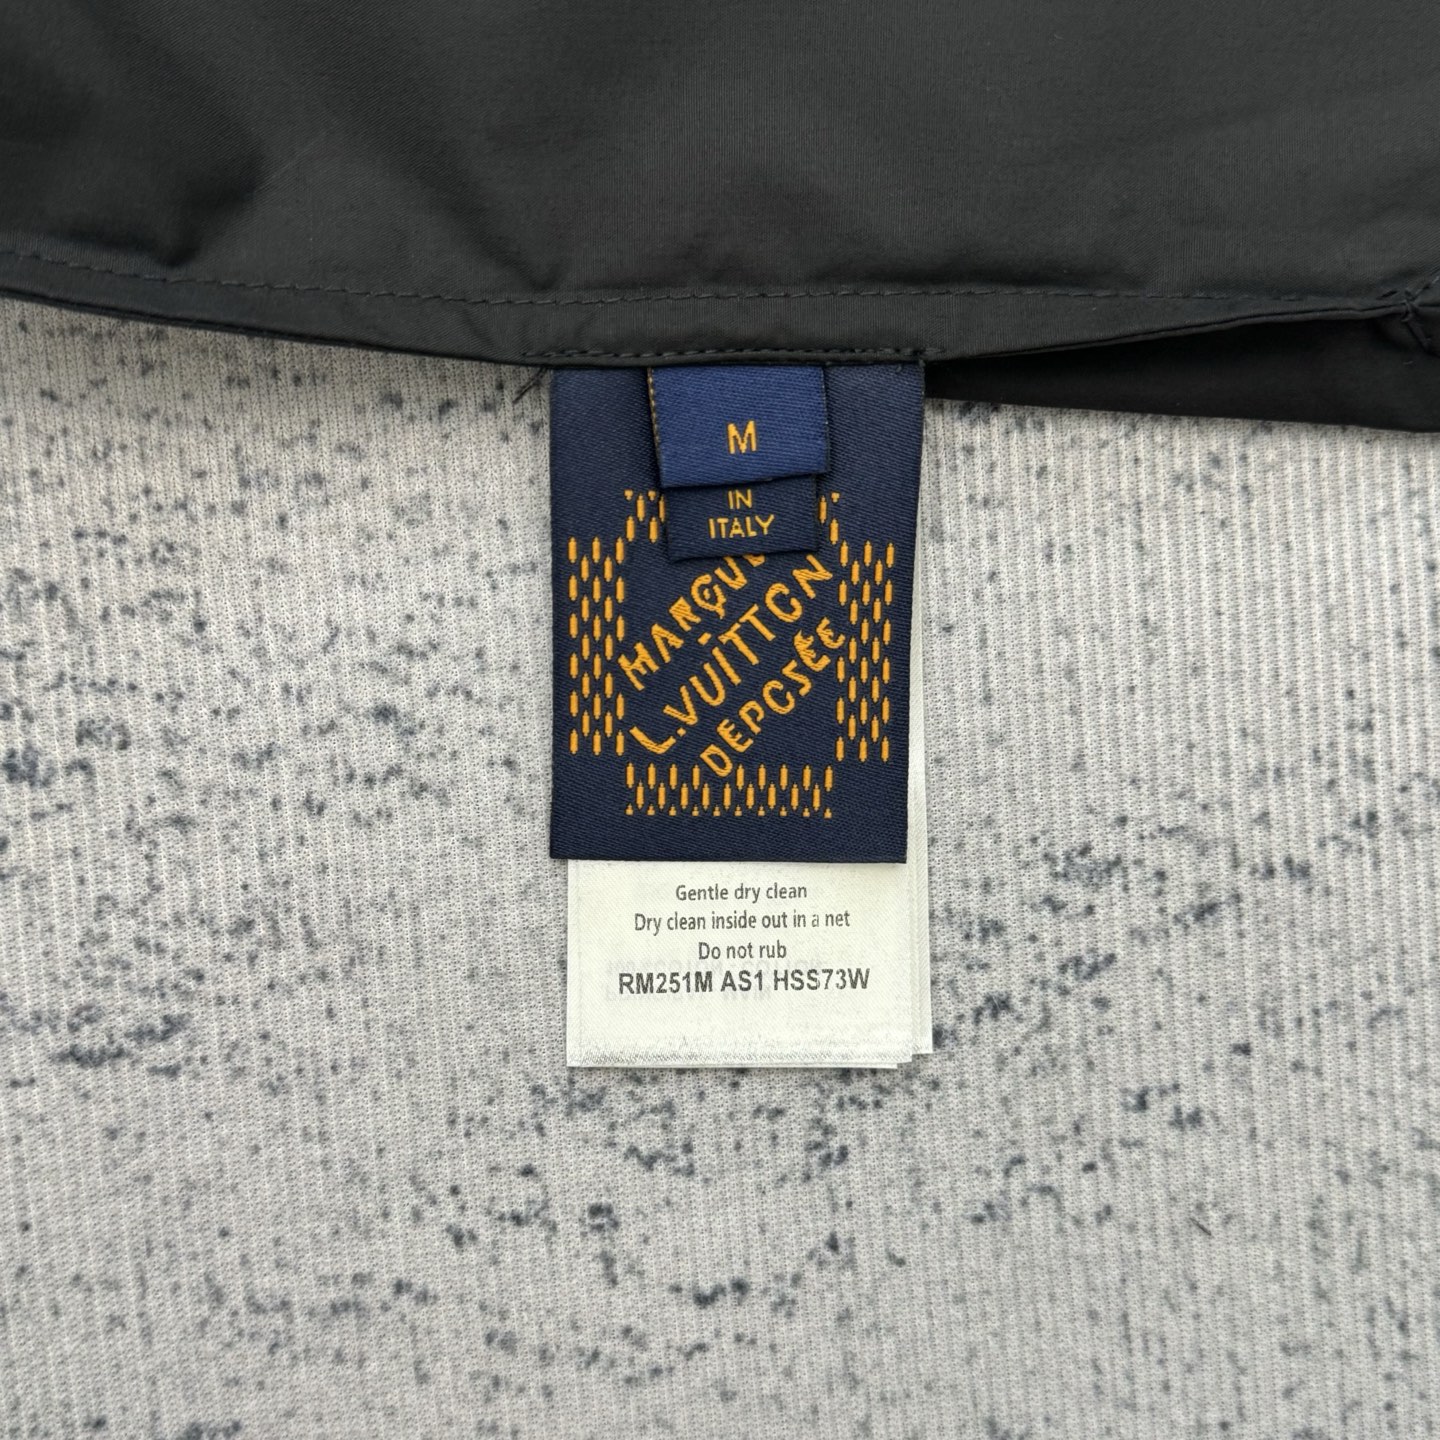 M
IN
ITALY
MARQUE
L.VUITTON
DÉPOSÉE
Gentle dry clean
Dry clean inside out in a net
Do not rub
RM251M AS1 HSS73W